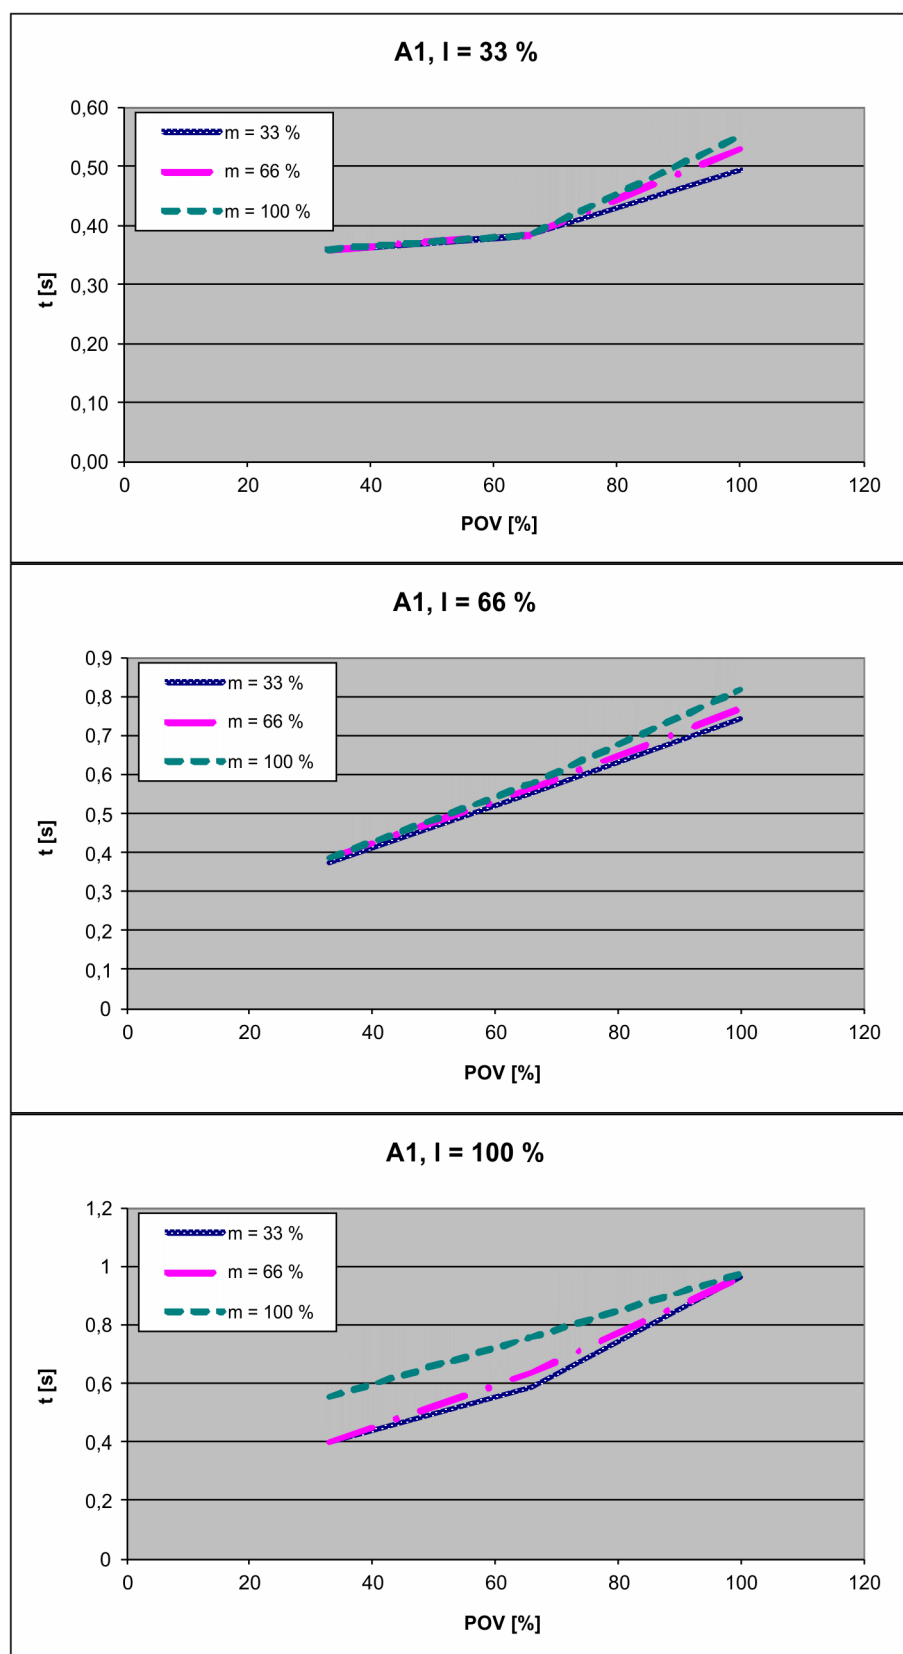 A1, l = 33 %
0,60
0,50
0,40
0,30
0,20
0,10
0,00
t [s]
m = 33 %
m = 66 %
m = 100 %
0 20 40 60 80 100 120
POV [%]
A1, l = 66 %
0,9
0,8
0,7
0,6
0,5
0,4
0,3
0,2
0,1
0
t [s]
m = 33 %
m = 66 %
m = 100 %
0 20 40 60 80 100 120
POV [%]
A1, l = 100 %
1,2
1
0,8
0,6
0,4
0,2
0
t [s]
m = 33 %
m = 66 %
m = 100 %
0 20 40 60 80 100 120
POV [%]